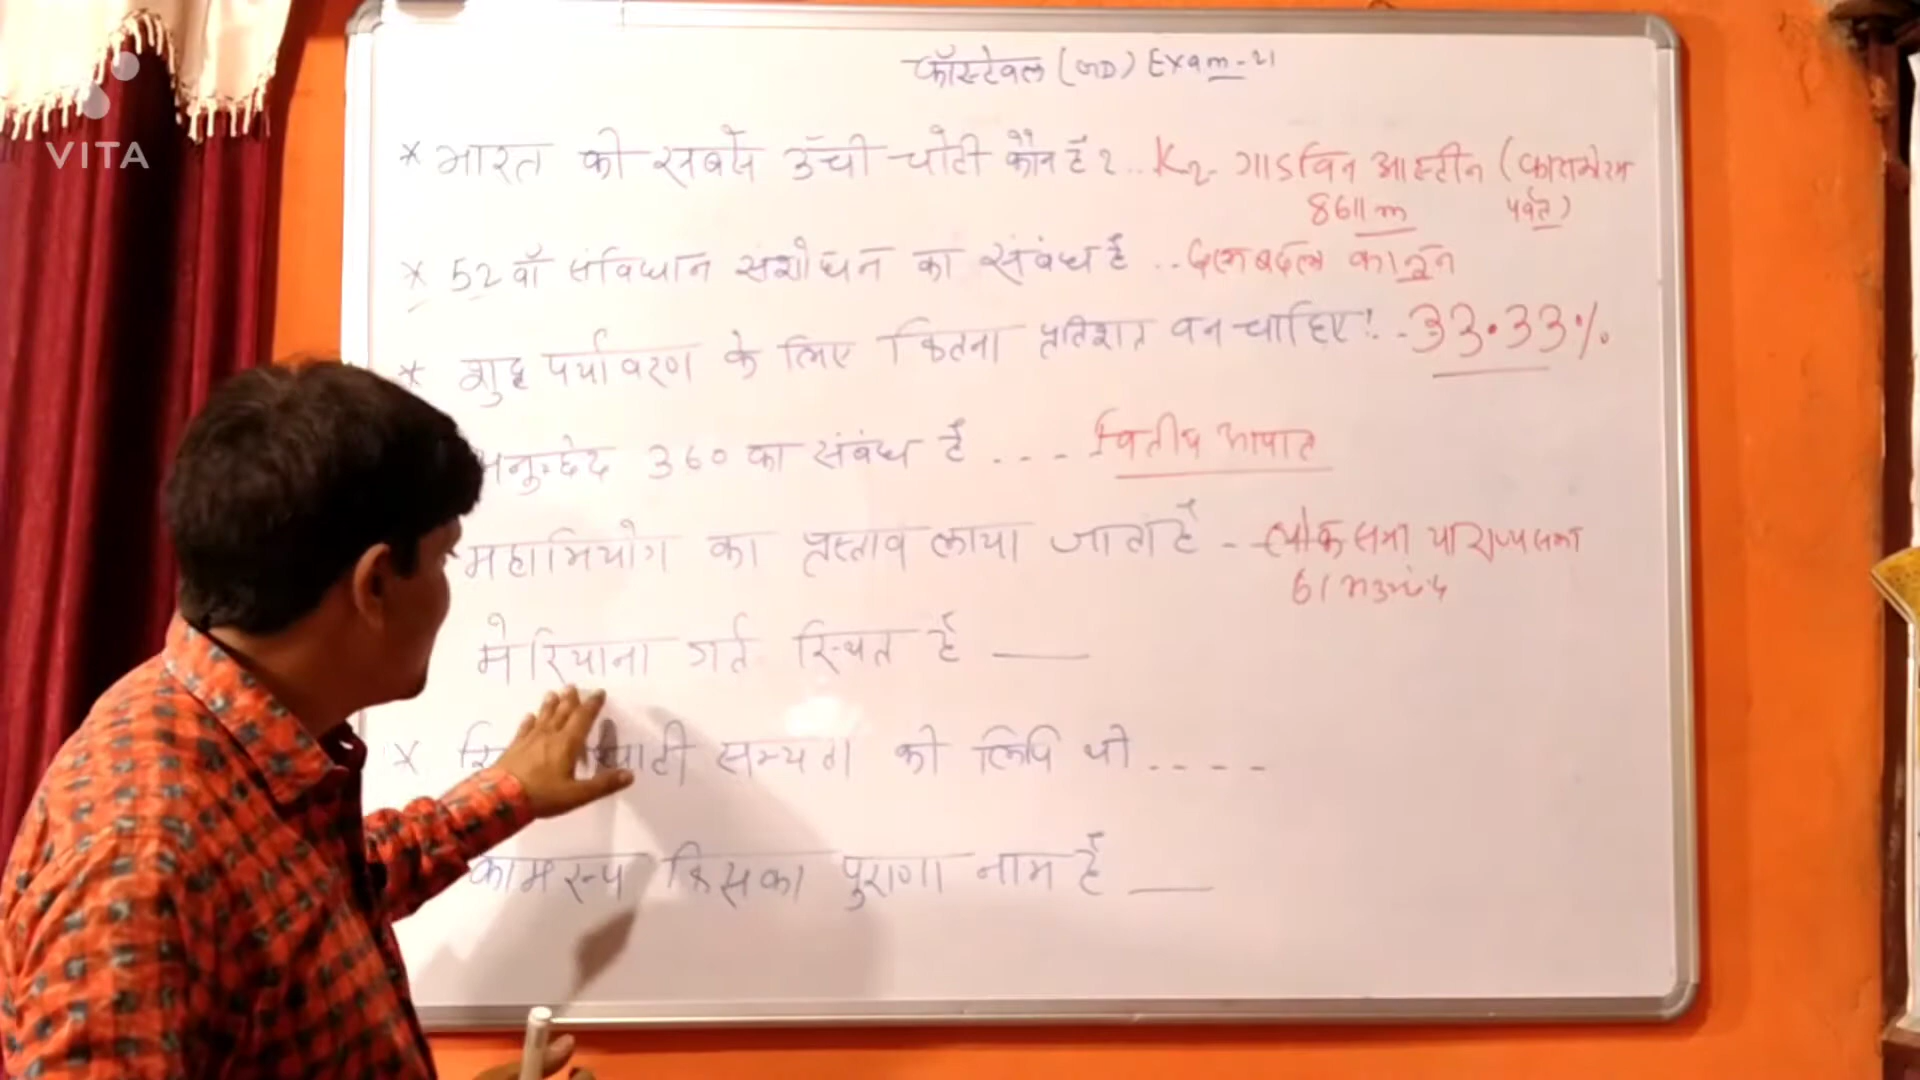 VITA
कॉस्टेबल (GD) Exam-21
* भारत की सबसे ऊँची चोटी कौन है ? .. K2- गाडविन आस्टीन (काराकोरम
8611 m पर्वत)
* 52 वाँ संविधान संशोधन का संबंध है .. दलबदल कानून
* शुद्ध पर्यावरण के लिए कितना प्रतिशत वन चाहिए ! .. 33.33%
अनुच्छेद 360 का संबंध है . . . - वित्तीय आपात
महाभियोग का प्रस्ताव लाया जाता है - लोकसभा या राज्यसभा
61
मेरियाना गर्त स्थित है ___
* घाटी सभ्यता की लिपि थी . - - -
कामरूप किसका पुराणा नाम है ___